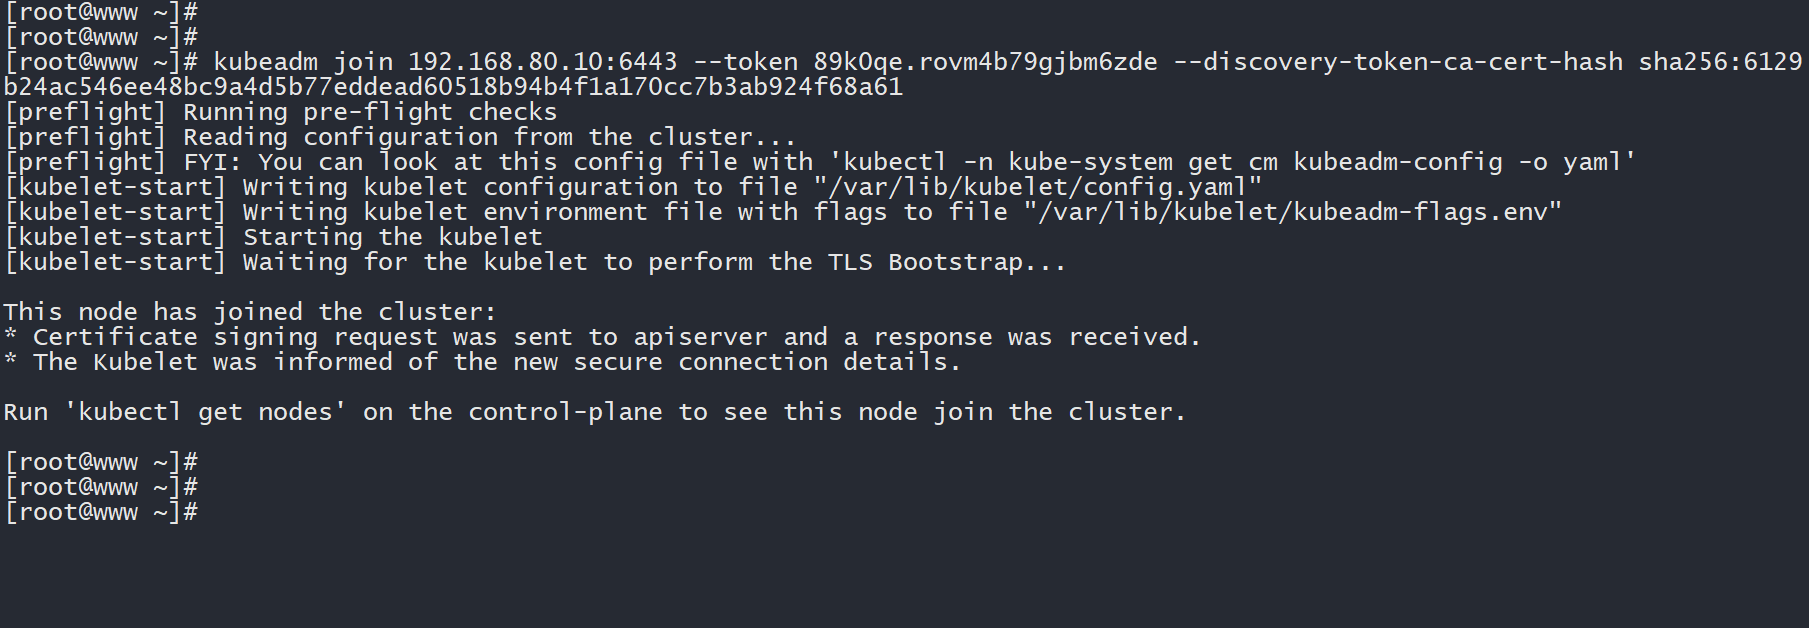 [root@www ~]#
[root@www ~]#
[root@www ~]# kubeadm join 192.168.80.10:6443 --token 89k0qe.rovm4b79gjbm6zde --discovery-token-ca-cert-hash sha256:6129
b24ac546ee48bc9a4d5b77eddead60518b94b4f1a170cc7b3ab924f68a61
[preflight] Running pre-flight checks
[preflight] Reading configuration from the cluster...
[preflight] FYI: You can look at this config file with 'kubectl -n kube-system get cm kubeadm-config -o yaml'
[kubelet-start] Writing kubelet configuration to file "/var/lib/kubelet/config.yaml"
[kubelet-start] Writing kubelet environment file with flags to file "/var/lib/kubelet/kubeadm-flags.env"
[kubelet-start] Starting the kubelet
[kubelet-start] Waiting for the kubelet to perform the TLS Bootstrap...
This node has joined the cluster:
* Certificate signing request was sent to apiserver and a response was received.
* The Kubelet was informed of the new secure connection details.
Run 'kubectl get nodes' on the control-plane to see this node join the cluster.
[root@www ~]#
[root@www ~]#
[root@www ~]#